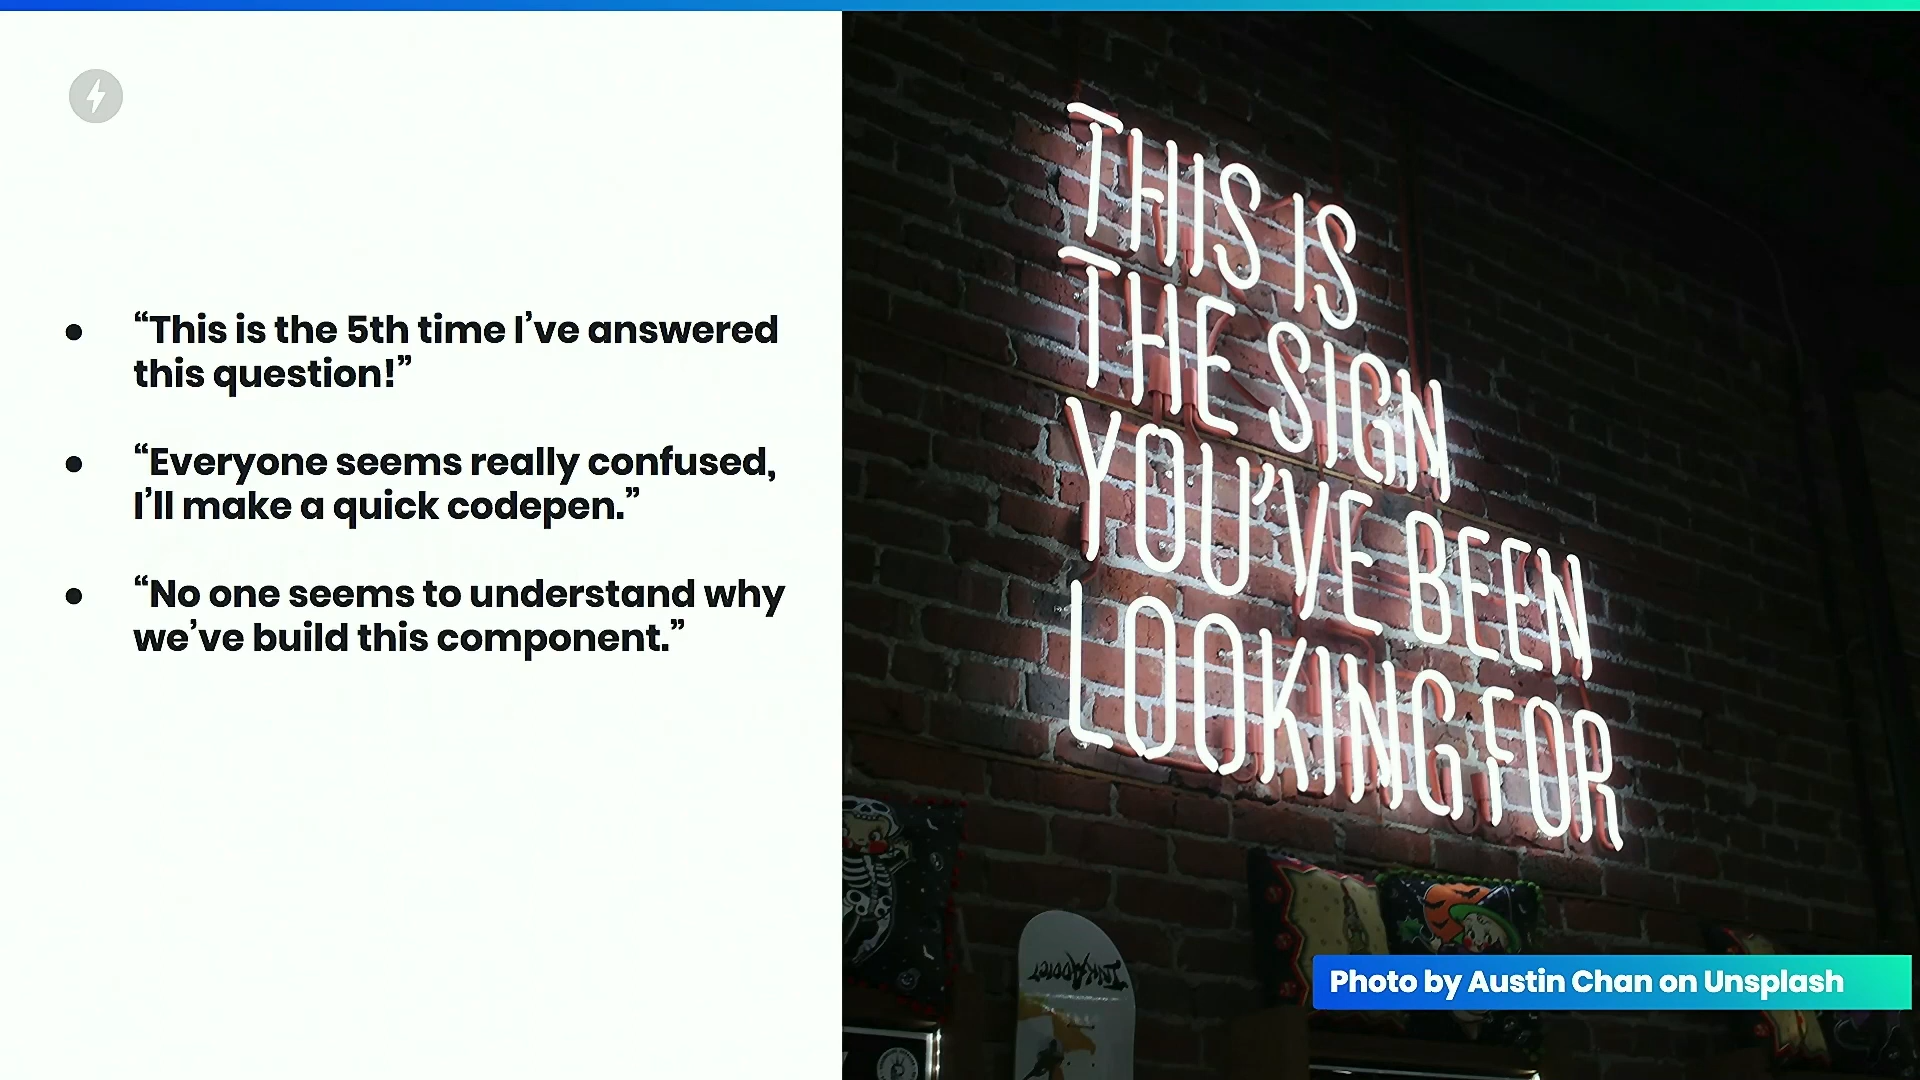 “This is the 5th time I’ve answered
this question!”
“Everyone seems really confused,
I’ll make a quick codepen.”
“No one seems to understand why
we’ve build this component.”
THIS IS
THE SIGN
YOU'VE BEEN
LOOKING FOR
INKADDICT
Photo by Austin Chan on Unsplash